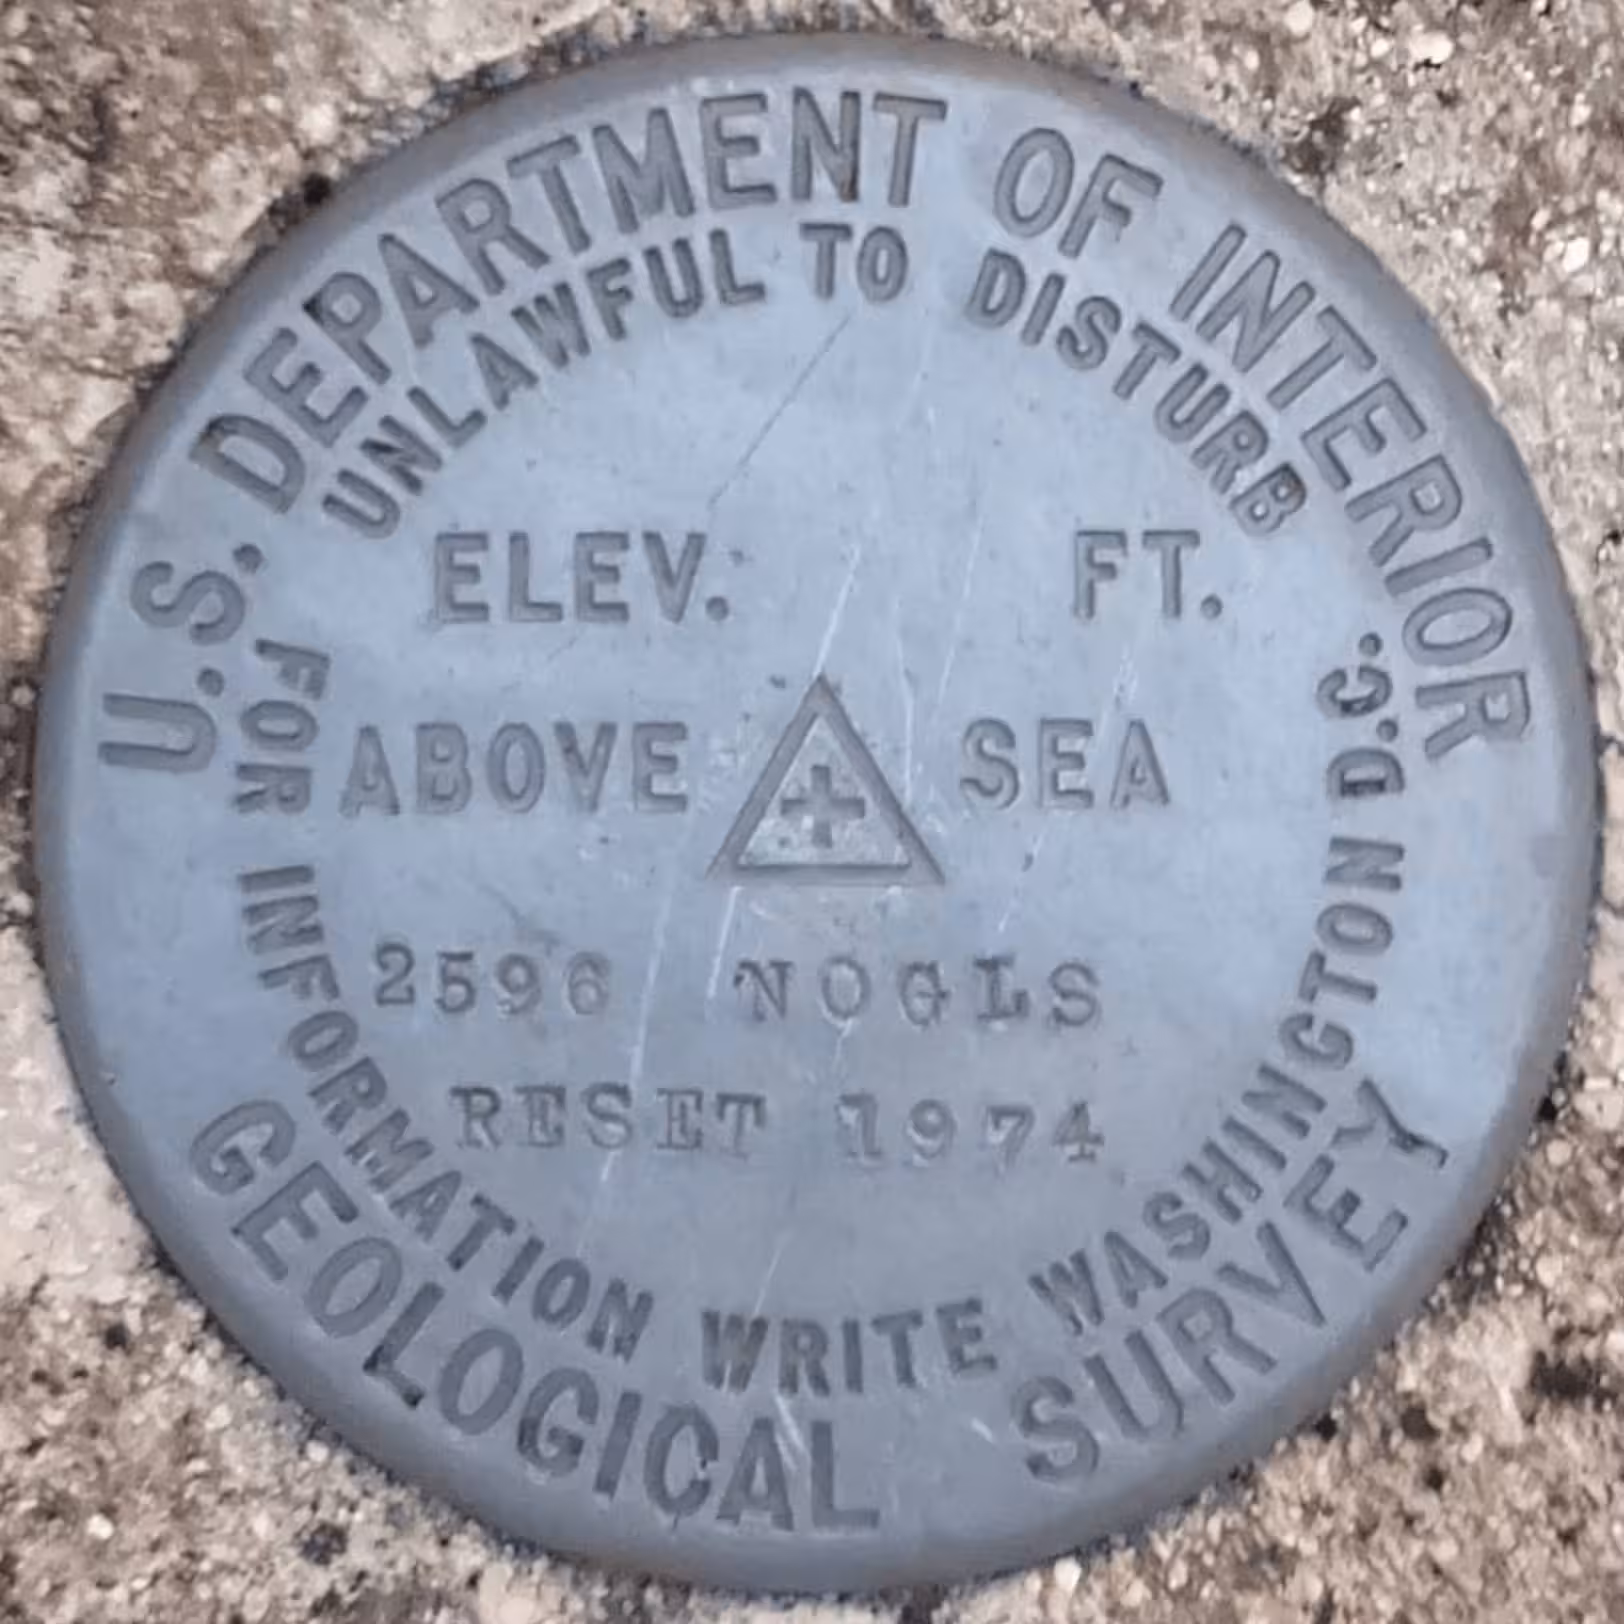 U.S. DEPARTMENT OF INTERIOR
UNLAWFUL TO DISTURB
ELEV. FT.
ABOVE SEA
2596 NOGLS
RESET 1974
FOR INFORMATION WRITE WASHINGTON D.C.
GEOLOGICAL SURVEY